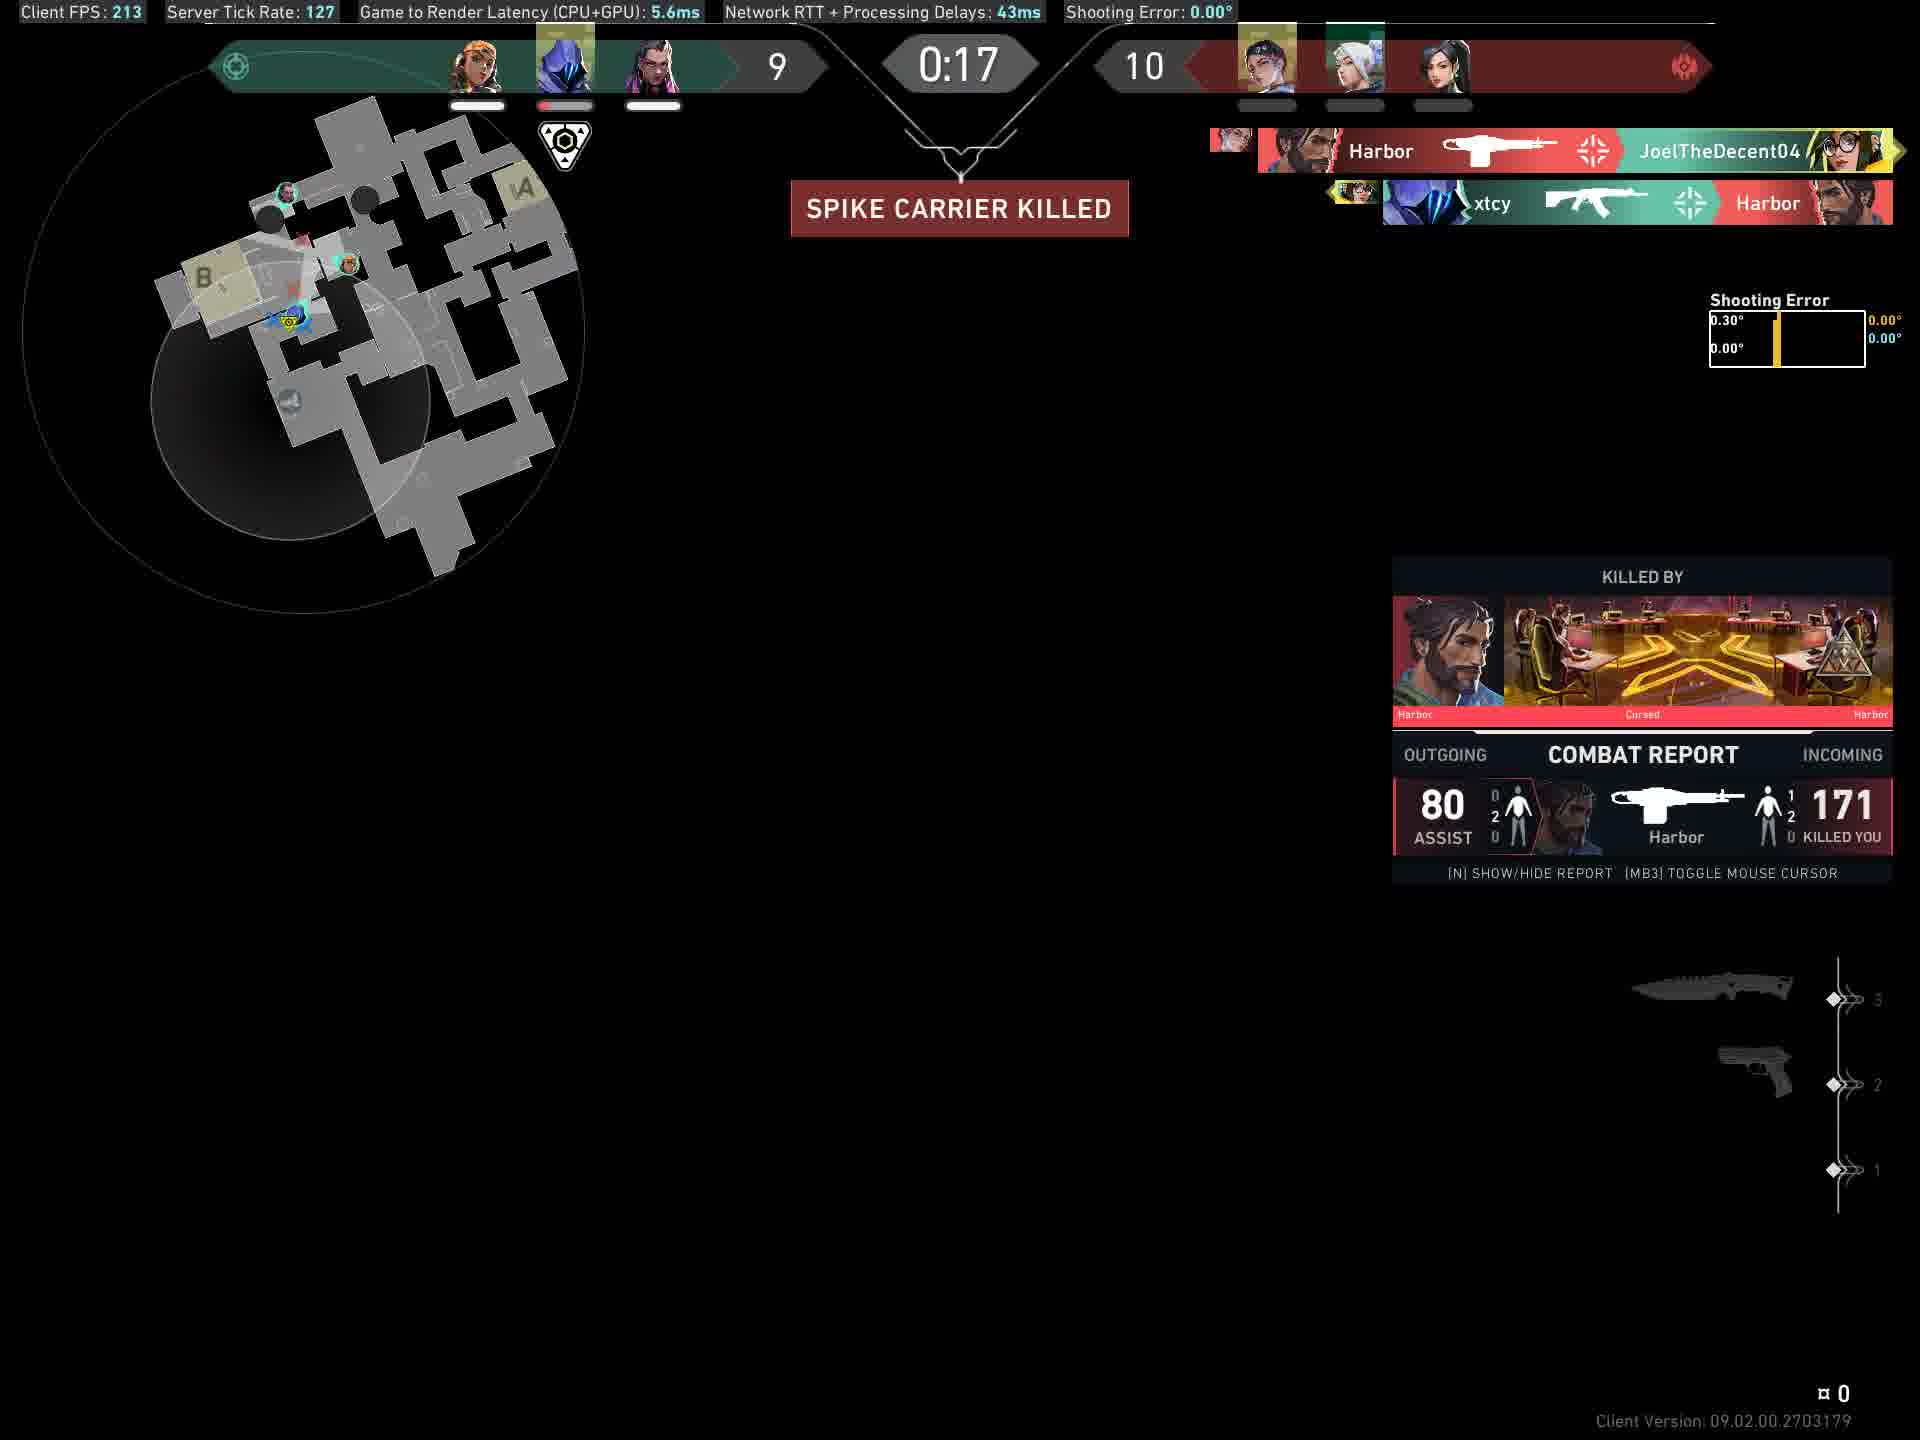 Client FPS: 213 Server Tick Rate: 127 Game to Render Latency (CPU+GPU): 5.6ms Network RTT + Processing Delays: 43ms Shooting Error: 0.00°
9 0:17 10
Harbor JoelTheDecent04
A
SPIKE CARRIER KILLED
xtcy Harbor
B
Shooting Error
0.30° 0.00°
0.00°
0.00°
KILLED BY
Harbor Cursed Harbor
OUTGOING COMBAT REPORT INCOMING
80 0 1 171
2 2
ASSIST 0 Harbor 0 KILLED YOU
[N] SHOW/HIDE REPORT [MB3] TOGGLE MOUSE CURSOR
3
2
1
¤ 0
Client Version: 09.02.00.2703179